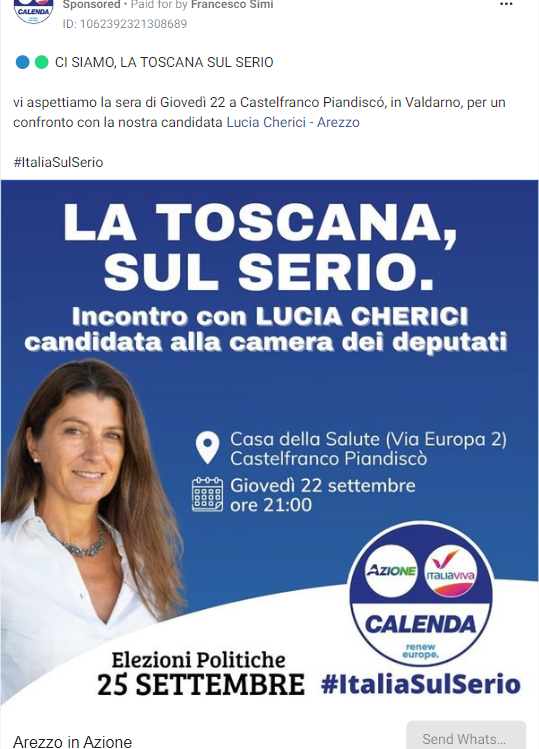 Sponsored • Paid for by Francesco Simi
CALENDA
ID: 1062392321308689
CI SIAMO, LA TOSCANA SUL SERIO
vi aspettiamo la sera di Giovedì 22 a Castelfranco Piandiscó, in Valdarno, per un
confronto con la nostra candidata Lucia Cherici - Arezzo
#ItaliaSulSerio
LA TOSCANA,
SUL SERIO.
Incontro con LUCIA CHERICI
candidata alla camera dei deputati
Casa della Salute (Via Europa 2)
Castelfranco Piandiscò
Giovedì 22 settembre
ore 21:00
AZIONE
ITALIAVIVA
CALENDA
renew
europe.
Elezioni Politiche
25 SETTEMBRE
#ItaliaSulSerio
Arezzo in Azione
Send Whats...